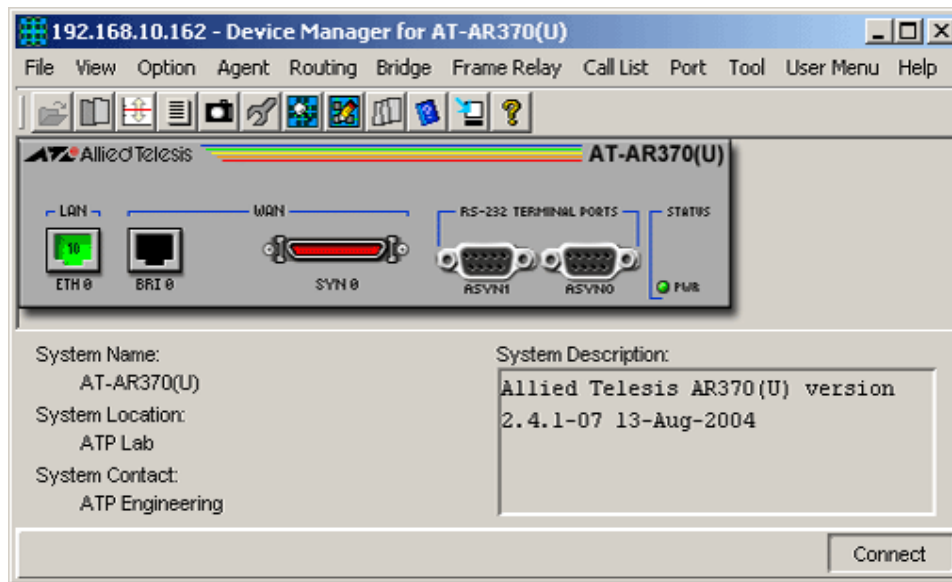 192.168.10.162 - Device Manager for AT-AR370(U)
File View Option Agent Routing Bridge Frame Relay Call List Port Tool User Menu Help
Allied Telesis AT-AR370(U)
LAN WAN RS-232 TERMINAL PORTS STATUS
10
ETH 0 BRI 0 SYN 0 ASYN1 ASYN0 PWR
System Name:
AT-AR370(U)
System Location:
ATP Lab
System Contact:
ATP Engineering
System Description:
Allied Telesis AR370(U) version
2.4.1-07 13-Aug-2004
Connect